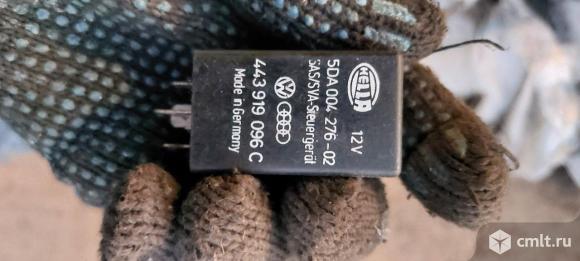 HELLA
12V
5DA 004 276-02
SAS/SVA-Steuergerät
443 919 096 C
Made in Germany
cmlt.ru